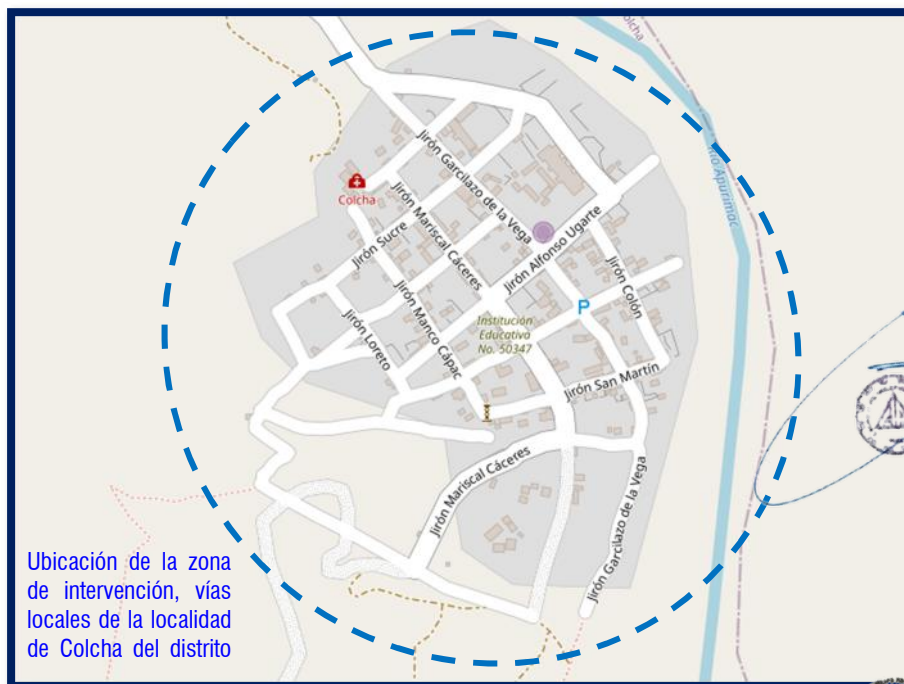 Colcha
Río Apurímac
Jirón Garcilazo de la Vega
Colcha
Jirón Mariscal Cáceres
Jirón Sucre
Jirón Alfonso Ugarte
Jirón Colón
Jirón Manco Cápac
Jirón Loreto
P
Institución
Educativa
No. 50347
Jirón San Martín
Jirón Mariscal Cáceres
Jirón Garcilazo de la Vega
Ubicación de la zona
de intervención, vías
locales de la localidad
de Colcha del distrito